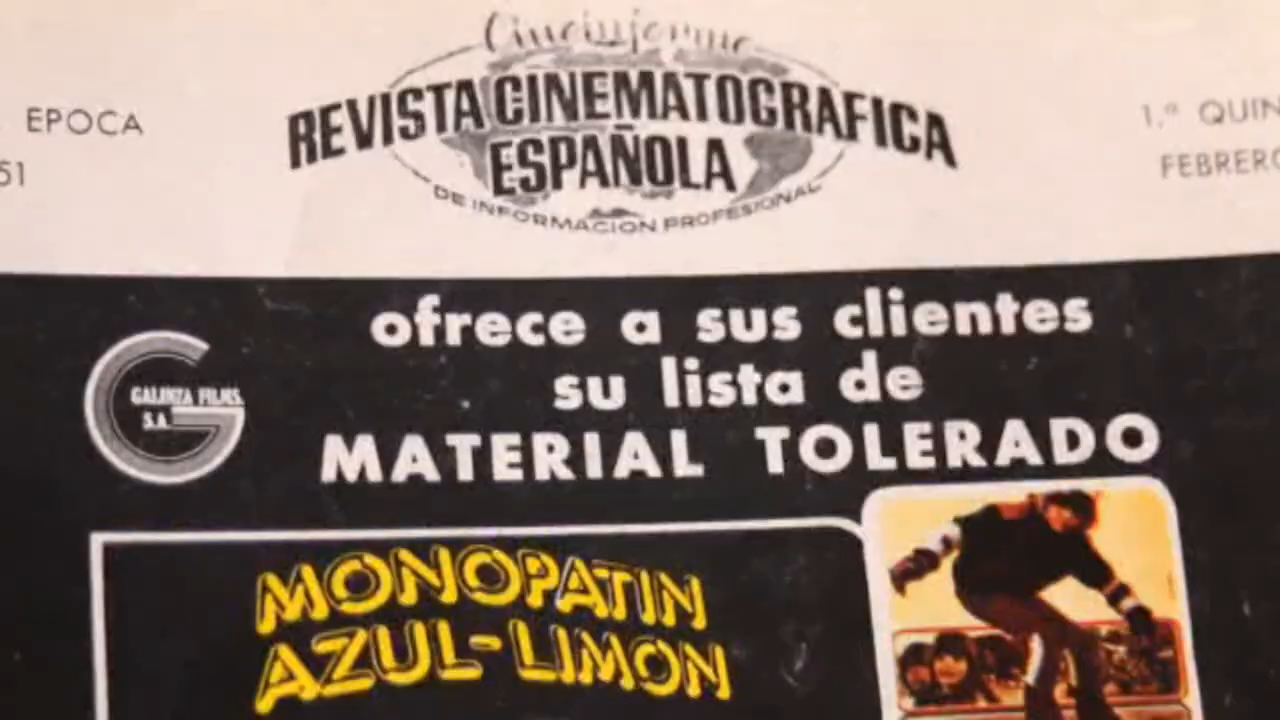 Cineinforme
REVISTA CINEMATOGRAFICA
ESPAÑOLA
DE INFORMACION PROFESIONAL
EPOCA
51
1.ª QUIN
FEBRERO
GALINZA FILMS,
S.A.
ofrece a sus clientes
su lista de
MATERIAL TOLERADO
MONOPATIN
AZUL-LIMON